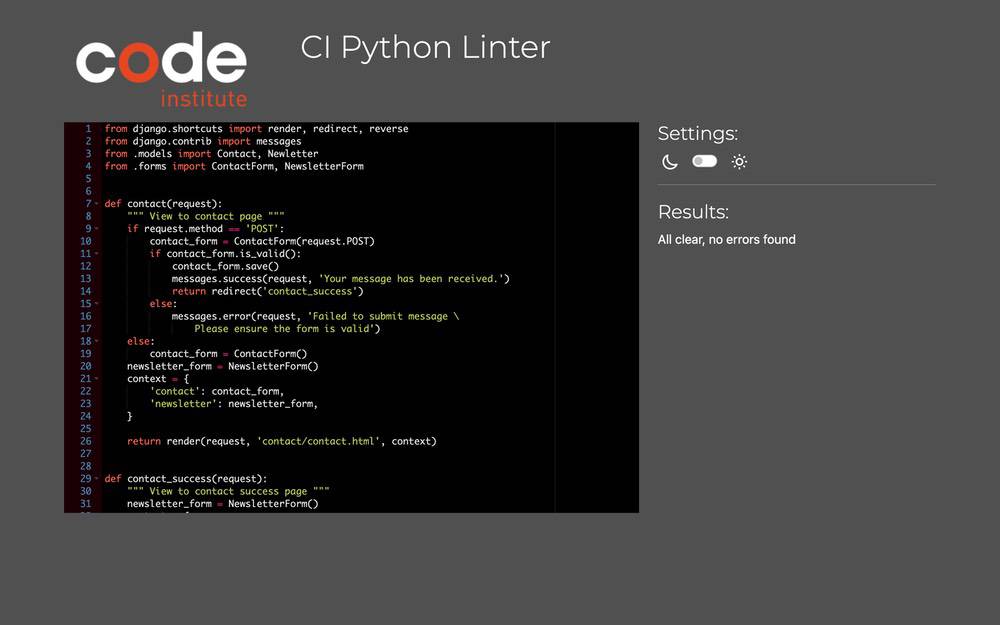 code
institute
CI Python Linter
1 from django.shortcuts import render, redirect, reverse
2 from django.contrib import messages
3 from .models import Contact, Newletter
4 from .forms import ContactForm, NewsletterForm
5
6
7 def contact(request):
8     """ View to contact page """
9     if request.method == 'POST':
10         contact_form = ContactForm(request.POST)
11         if contact_form.is_valid():
12             contact_form.save()
13             messages.success(request, 'Your message has been received.')
14             return redirect('contact_success')
15         else:
16             messages.error(request, 'Failed to submit message \
17                 Please ensure the form is valid')
18     else:
19         contact_form = ContactForm()
20     newsletter_form = NewsletterForm()
21     context = {
22         'contact': contact_form,
23         'newsletter': newsletter_form,
24     }
25
26     return render(request, 'contact/contact.html', context)
27
28
29 def contact_success(request):
30     """ View to contact success page """
31     newsletter_form = NewsletterForm()
Settings:
Results:
All clear, no errors found